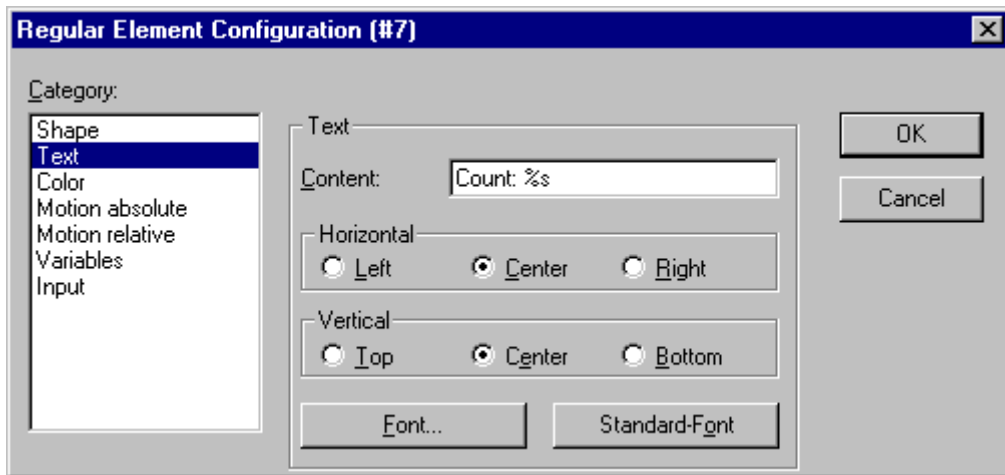 Regular Element Configuration (#7)
Category:
Shape
Text
Color
Motion absolute
Motion relative
Variables
Input
Text
Content: Count: %s
Horizontal
Left Center Right
Vertical
Top Center Bottom
Font... Standard-Font
OK
Cancel